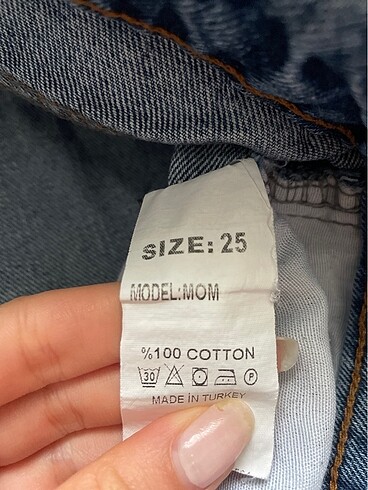 SIZE: 25
MODEL:MOM
%100 COTTON
30 P
MADE İN TURKEY